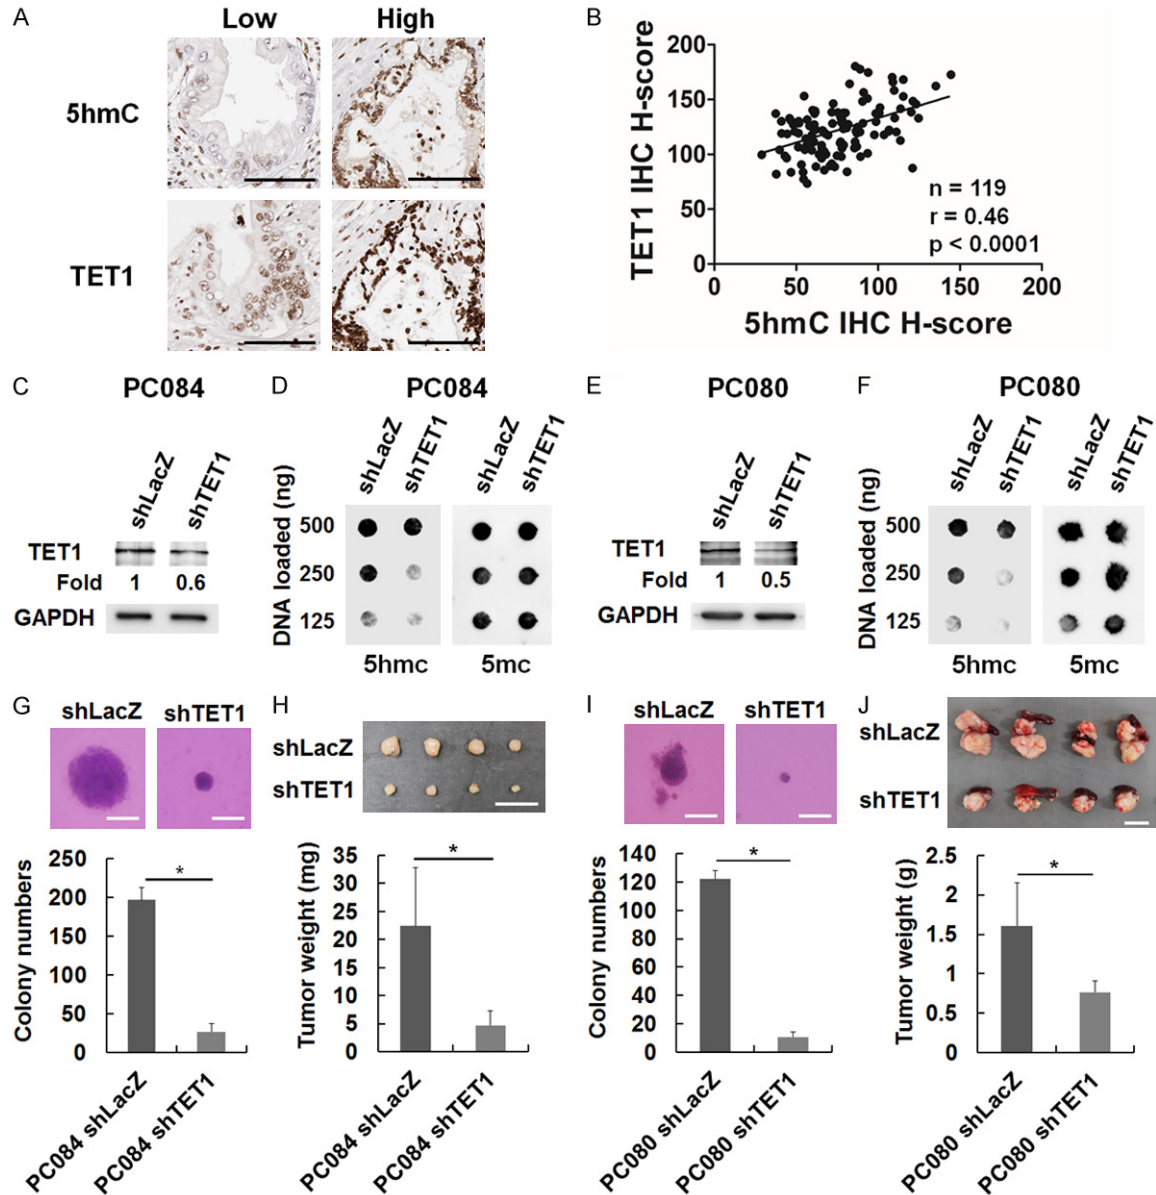 A
Low
High
5hmC
TET1
B
TET1 IHC H-score
200
150
100
50
0
n = 119
r = 0.46
p < 0.0001
0
50
100
150
200
5hmC IHC H-score
C
PC084
shLacZ
shTET1
TET1
Fold
1
0.6
GAPDH
D
PC084
shLacZ
shTET1
shLacZ
shTET1
DNA loaded (ng)
500
250
125
5hmc
5mc
E
PC080
shLacZ
shTET1
TET1
Fold
1
0.5
GAPDH
F
PC080
shLacZ
shTET1
shLacZ
shTET1
DNA loaded (ng)
500
250
125
5hmc
5mc
G
shLacZ
shTET1
Colony numbers
250
200
150
100
50
0
*
PC084 shLacZ
PC084 shTET1
H
shLacZ
shTET1
Tumor weight (mg)
35
30
25
20
15
10
5
0
*
PC084 shLacZ
PC084 shTET1
I
shLacZ
shTET1
Colony numbers
140
120
100
80
60
40
20
0
*
PC080 shLacZ
PC080 shTET1
J
shLacZ
shTET1
Tumor weight (g)
2.5
2
1.5
1
0.5
0
*
PC080 shLacZ
PC080 shTET1